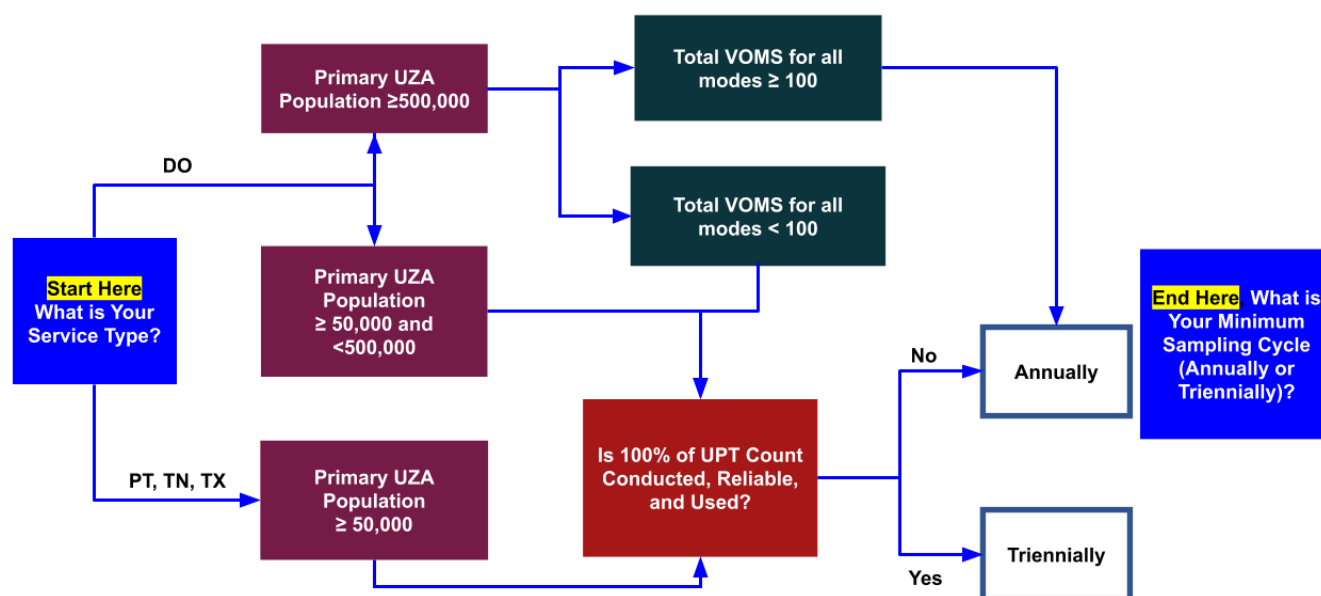 Primary UZA
Population ≥500,000
Total VOMS for all
modes ≥ 100
DO
Total VOMS for all
modes < 100
Start Here
What is Your
Service Type?
Primary UZA
Population
≥ 50,000 and
<500,000
End Here. What is
Your Minimum
Sampling Cycle
(Annually or
Triennially)?
No
Annually
PT, TN, TX
Primary UZA
Population
≥ 50,000
Is 100% of UPT Count
Conducted, Reliable,
and Used?
Yes
Triennially